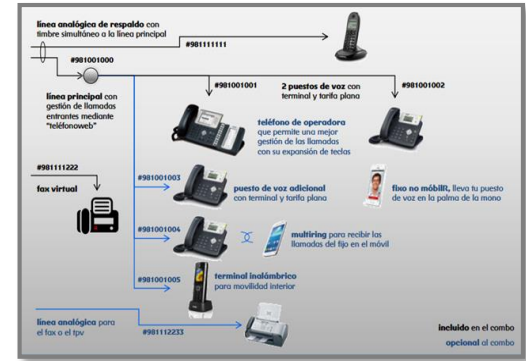 línea analógica de respaldo con
timbre simultáneo a la línea principal
#981111111
#981001000
línea principal con
gestión de llamadas
entrantes mediante
"teléfonoweb"
#981001001
2 puestos de voz con
terminal y tarifa plana
#981001002
teléfono de operadora
que permite una mejor
gestión de las llamadas
con su expansión de teclas
#981111222
fax virtual
#981001003
puesto de voz adicional
con terminal y tarifa plana
fixo no móbilR, lleva tu puesto
de voz en la palma de la mano
#981001004
multiring para recibir las
llamadas del fijo en el móvil
#981001005
terminal inalámbrico
para movilidad interior
línea analógica para
el fax o el tpv
#981112233
incluido en el combo
opcional al combo